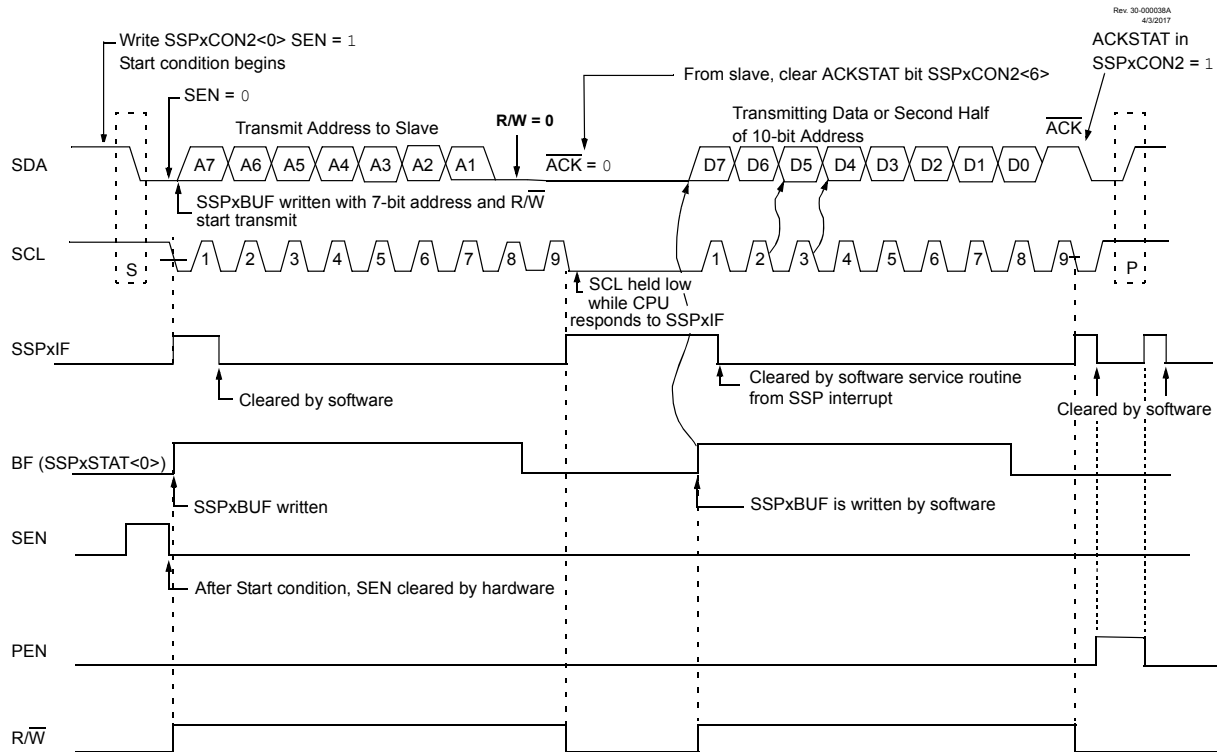 Rev. 30-000038A
4/3/2017
Write SSPxCON2<0> SEN = 1
Start condition begins
ACKSTAT in
SSPxCON2 = 1
From slave, clear ACKSTAT bit SSPxCON2<6>
SEN = 0
Transmit Address to Slave
R/W = 0
Transmitting Data or Second Half
of 10-bit Address
ACK
SDA
A7 A6 A5 A4 A3 A2 A1
ACK = 0
D7 D6 D5 D4 D3 D2 D1 D0
SSPxBUF written with 7-bit address and R/W
start transmit
SCL
S
1 2 3 4 5 6 7 8 9
1 2 3 4 5 6 7 8 9
P
SCL held low
while CPU
responds to SSPxIF
SSPxIF
Cleared by software
Cleared by software service routine
from SSP interrupt
Cleared by software
BF (SSPxSTAT<0>)
SSPxBUF written
SSPxBUF is written by software
SEN
After Start condition, SEN cleared by hardware
PEN
R/W